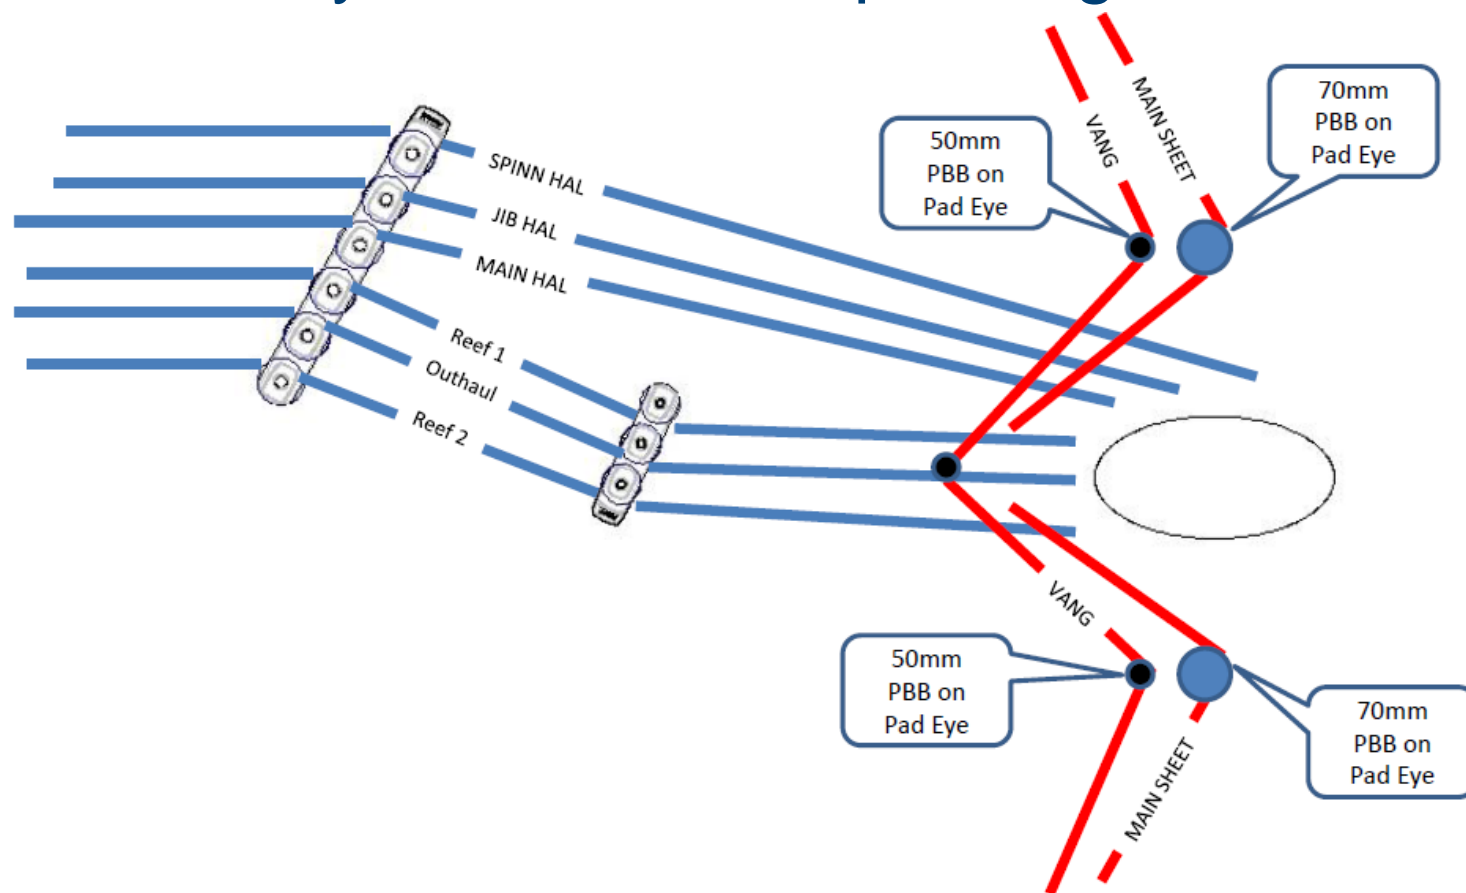 MAIN SHEET
VANG
70mm
PBB on
Pad Eye
50mm
PBB on
Pad Eye
SPINN HAL
JIB HAL
MAIN HAL
Reef 1
Outhaul
Reef 2
VANG
50mm
PBB on
Pad Eye
70mm
PBB on
Pad Eye
MAIN SHEET